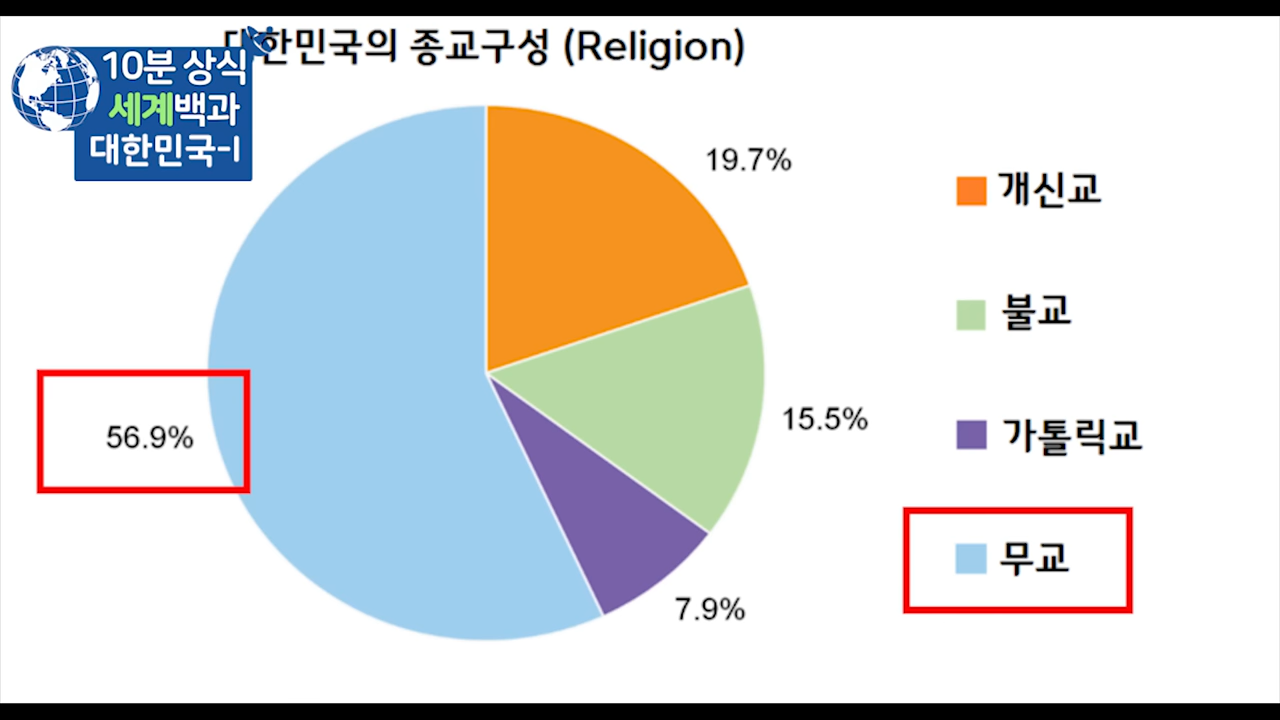 대한민국의 종교구성 (Religion)
10분 상식
세계백과
대한민국-I
19.7%
15.5%
7.9%
56.9%
개신교
불교
가톨릭교
무교